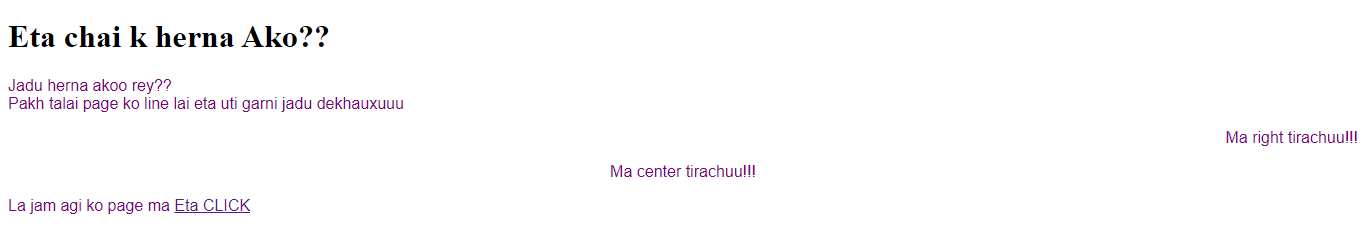 Eta chai k herna Ako??
Jadu herna akoo rey??
Pakh talai page ko line lai eta uti garni jadu dekhauxuuu
Ma right tirachuu!!!
Ma center tirachuu!!!
La jam agi ko page ma Eta CLICK